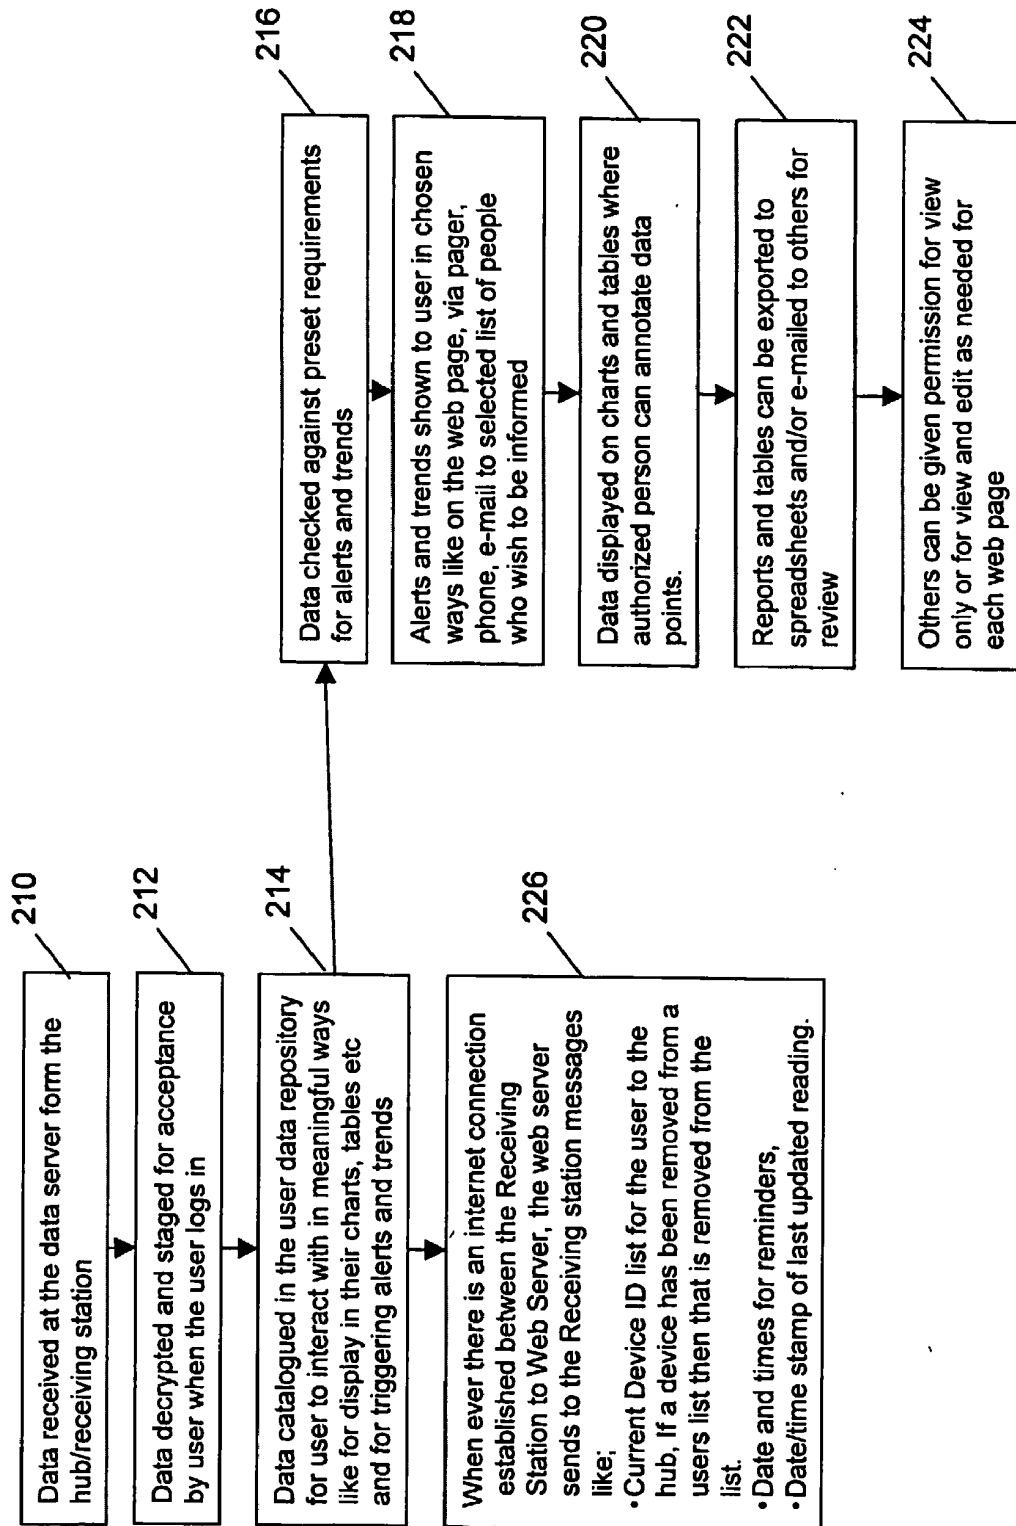 210
Data received at the data server form the
hub/receiving station
212
Data decrypted and staged for acceptance
by user when the user logs in
214
Data catalogued in the user data repository
for user to interact with in meaningful ways
like for display in their charts, tables etc
and for triggering alerts and trends
226
When ever there is an internet connection
established between the Receiving
Station to Web Server, the web server
sends to the Receiving station messages
like;
•Current Device ID list for the user to the
hub, If a device has been removed from a
users list then that is removed from the
list.
•Date and times for reminders,
•Date/time stamp of last updated reading.
216
Data checked against preset requirements
for alerts and trends
218
Alerts and trends shown to user in chosen
ways like on the web page, via pager,
phone, e-mail to selected list of people
who wish to be informed
220
Data displayed on charts and tables where
authorized person can annotate data
points.
222
Reports and tables can be exported to
spreadsheets and/or e-mailed to others for
review
224
Others can be given permission for view
only or for view and edit as needed for
each web page